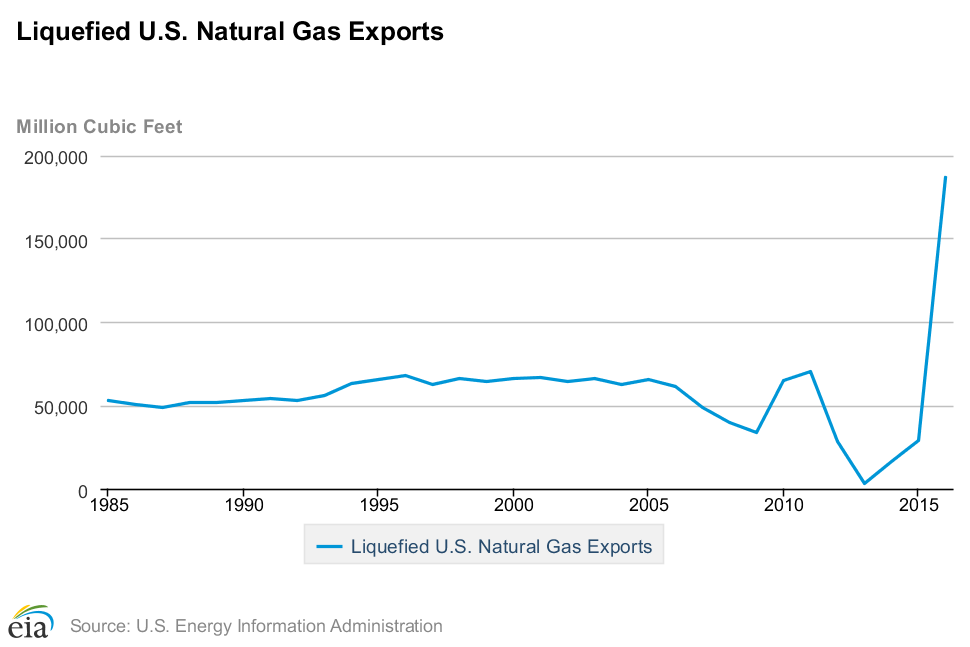 Liquefied U.S. Natural Gas Exports
Million Cubic Feet
200,000
150,000
100,000
50,000
0
1985 1990 1995 2000 2005 2010 2015
Liquefied U.S. Natural Gas Exports
eia Source: U.S. Energy Information Administration